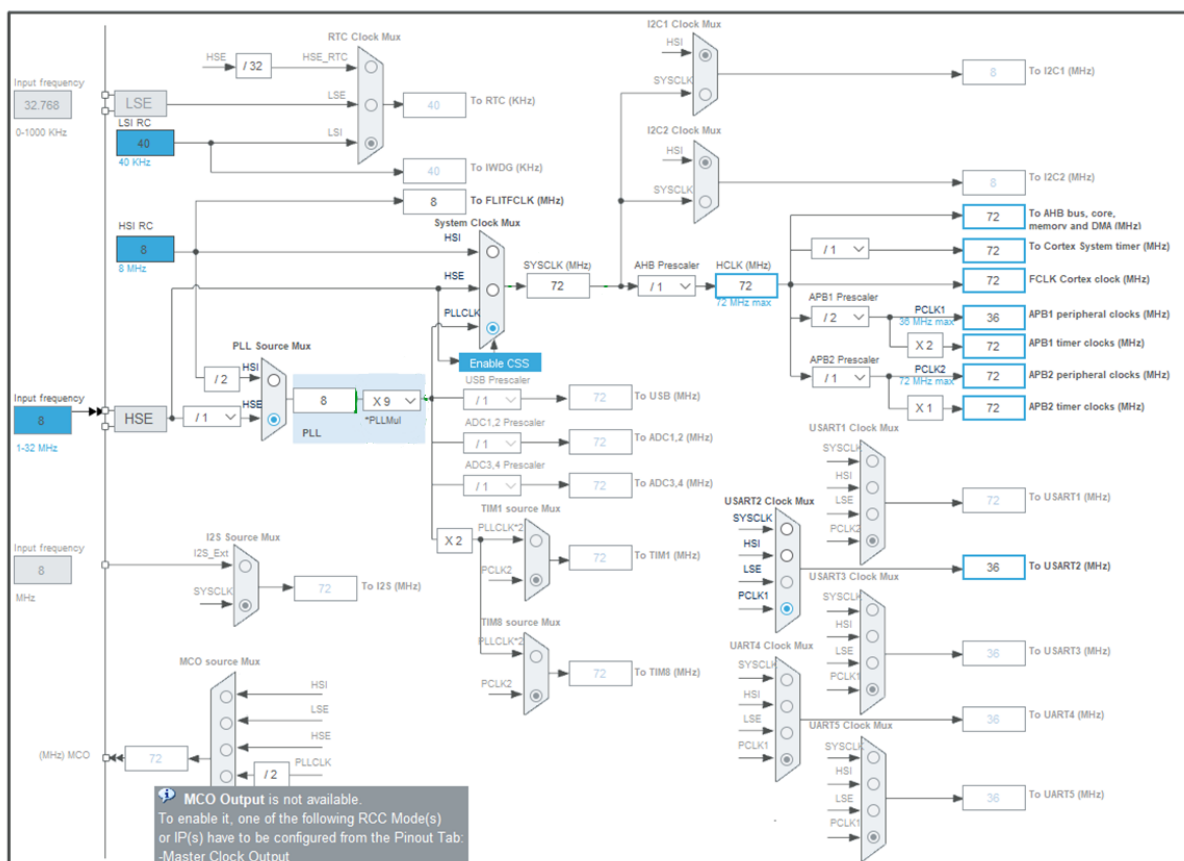 I2C1 Clock Mux
HSI
SYSCLK
8
To I2C1 (MHz)
RTC Clock Mux
HSE
/ 32
HSE_RTC
LSE
LSI
40
To RTC (KHz)
Input frequency
32.768
0-1000 KHz
LSE
LSI RC
40
40 KHz
40
To IWDG (KHz)
I2C2 Clock Mux
HSI
SYSCLK
8
To I2C2 (MHz)
8
To FLITFCLK (MHz)
HSI RC
8
8 MHz
System Clock Mux
HSI
HSE
PLLCLK
SYSCLK (MHz)
72
AHB Prescaler
/ 1
HCLK (MHz)
72
72 MHz max
72
To AHB bus, core,
memory and DMA (MHz)
/ 1
72
To Cortex System timer (MHz)
72
FCLK Cortex clock (MHz)
APB1 Prescaler
/ 2
PCLK1
36 MHz max
36
APB1 peripheral clocks (MHz)
X 2
72
APB1 timer clocks (MHz)
APB2 Prescaler
/ 1
PCLK2
72 MHz max
72
APB2 peripheral clocks (MHz)
X 1
72
APB2 timer clocks (MHz)
Enable CSS
PLL Source Mux
/ 2
HSI
Input frequency
8
1-32 MHz
HSE
/ 1
HSE
8
X 9
*PLLMul
PLL
USB Prescaler
/ 1
72
To USB (MHz)
ADC1,2 Prescaler
/ 1
72
To ADC1,2 (MHz)
ADC3,4 Prescaler
/ 1
72
To ADC3,4 (MHz)
TIM1 source Mux
X 2
PLLCLK*2
PCLK2
72
To TIM1 (MHz)
TIM8 source Mux
PLLCLK*2
PCLK2
72
To TIM8 (MHz)
USART1 Clock Mux
SYSCLK
HSI
LSE
PCLK2
72
To USART1 (MHz)
USART2 Clock Mux
SYSCLK
HSI
LSE
PCLK1
36
To USART2 (MHz)
USART3 Clock Mux
SYSCLK
HSI
LSE
PCLK1
36
To USART3 (MHz)
UART4 Clock Mux
SYSCLK
HSI
LSE
PCLK1
36
To UART4 (MHz)
UART5 Clock Mux
SYSCLK
HSI
LSE
PCLK1
36
To UART5 (MHz)
Input frequency
8
MHz
I2S Source Mux
I2S_Ext
SYSCLK
72
To I2S (MHz)
MCO source Mux
HSI
LSE
HSE
PLLCLK
/ 2
(MHz) MCO
72
MCO Output is not available.
To enable it, one of the following RCC Mode(s)
or IP(s) have to be configured from the Pinout Tab:
-Master Clock Output